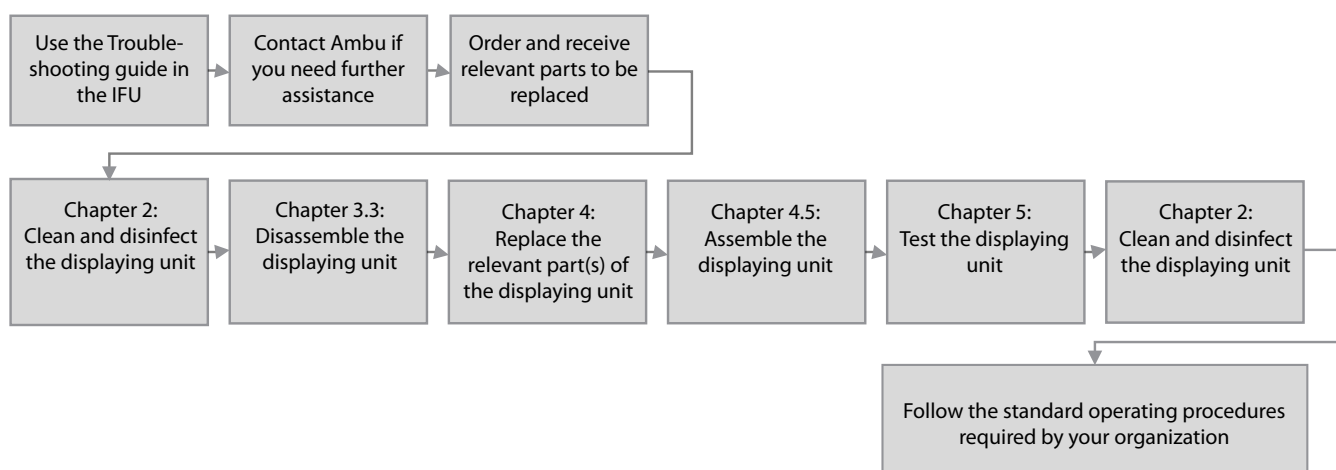 Use the Trouble-
shooting guide in
the IFU
Contact Ambu if
you need further
assistance
Order and receive
relevant parts to be
replaced
Chapter 2:
Clean and disinfect
the displaying unit
Chapter 3.3:
Disassemble the
displaying unit
Chapter 4:
Replace the
relevant part(s) of
the displaying unit
Chapter 4.5:
Assemble the
displaying unit
Chapter 5:
Test the displaying
unit
Chapter 2:
Clean and disinfect
the displaying unit
Follow the standard operating procedures
required by your organization